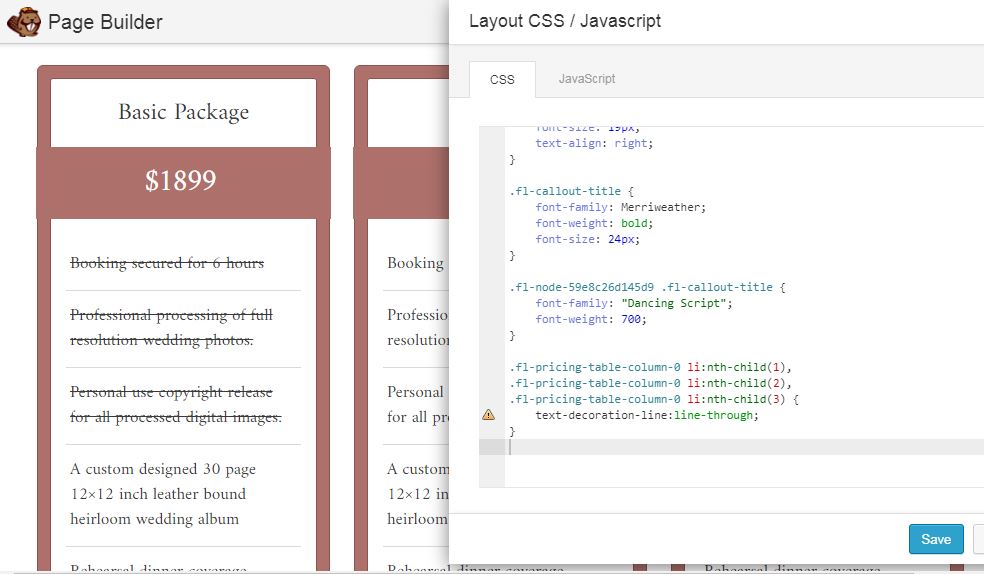 Page Builder
Layout CSS / Javascript
CSS
JavaScript
Basic Package
$1899
Booking secured for 6 hours
Professional processing of full
resolution wedding photos.
Personal use copyright release
for all processed digital images.
A custom designed 30 page
12×12 inch leather bound
heirloom wedding album
Rehearsal dinner coverage
Booking
Professio
resolution
Personal
for all pr
A custom
12×12 in
heirloom
Rehearsal dinner coverage
Rehearsal dinner coverage
font-size: 19px;
text-align: right;
}
.fl-callout-title {
font-family: Merriweather;
font-weight: bold;
font-size: 24px;
}
.fl-node-59e8c26d145d9 .fl-callout-title {
font-family: "Dancing Script";
font-weight: 700;
}
.fl-pricing-table-column-0 li:nth-child(1),
.fl-pricing-table-column-0 li:nth-child(2),
.fl-pricing-table-column-0 li:nth-child(3) {
text-decoration-line:line-through;
}
Save